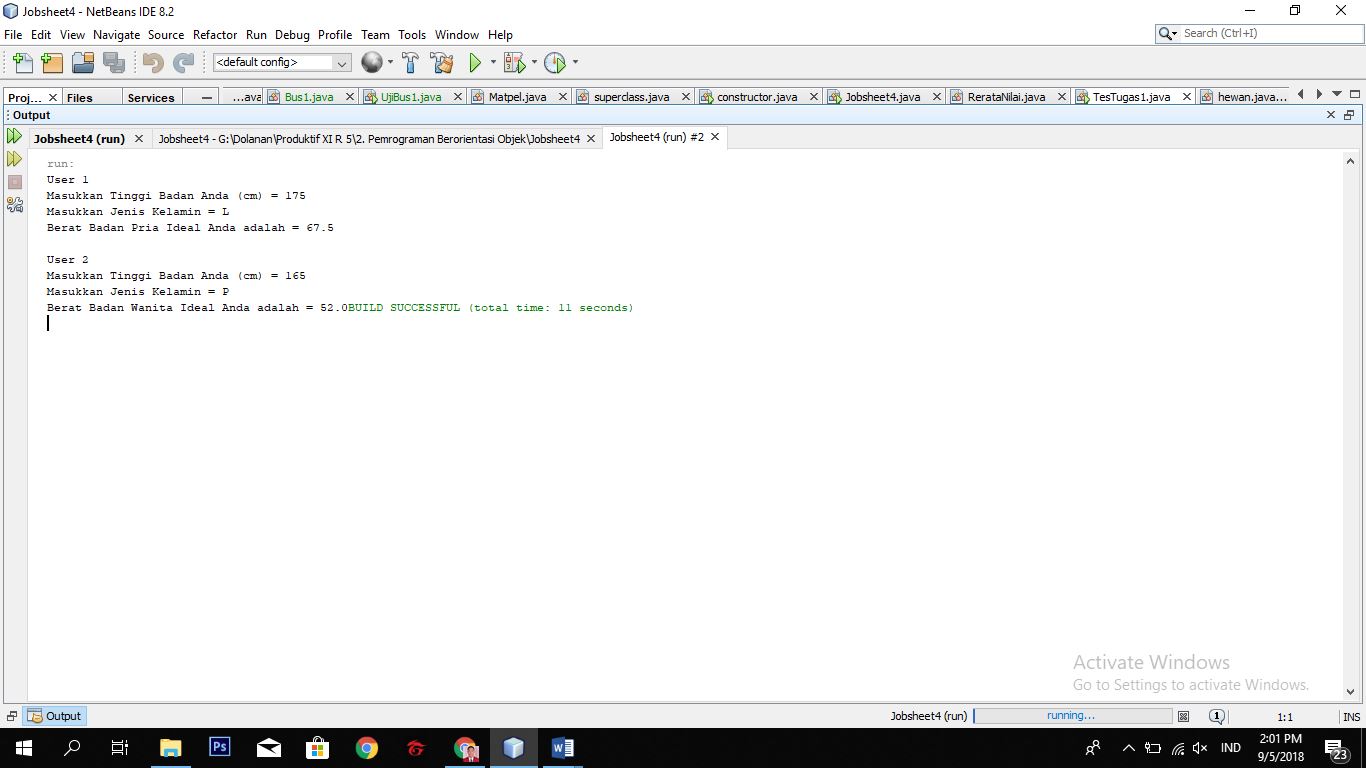 Jobsheet4 - NetBeans IDE 8.2
File Edit View Navigate Source Refactor Run Debug Profile Team Tools Window Help
Search (Ctrl+I)
<default config>
Proj... Files Services ...ava Bus1.java UjiBus1.java Matpel.java superclass.java constructor.java Jobsheet4.java RerataNilai.java TesTugas1.java hewan.java...
Output
Jobsheet4 (run) Jobsheet4 - G:\Dolanan\Produktif XI R 5\2. Pemrograman Berorientasi Objek\Jobsheet4 Jobsheet4 (run) #2
run:
User 1
Masukkan Tinggi Badan Anda (cm) = 175
Masukkan Jenis Kelamin = L
Berat Badan Pria Ideal Anda adalah = 67.5
User 2
Masukkan Tinggi Badan Anda (cm) = 165
Masukkan Jenis Kelamin = P
Berat Badan Wanita Ideal Anda adalah = 52.0BUILD SUCCESSFUL (total time: 11 seconds)
Activate Windows
Go to Settings to activate Windows.
Output Jobsheet4 (run) running... 1 1:1 INS
Ps W IND 2:01 PM
9/5/2018 23